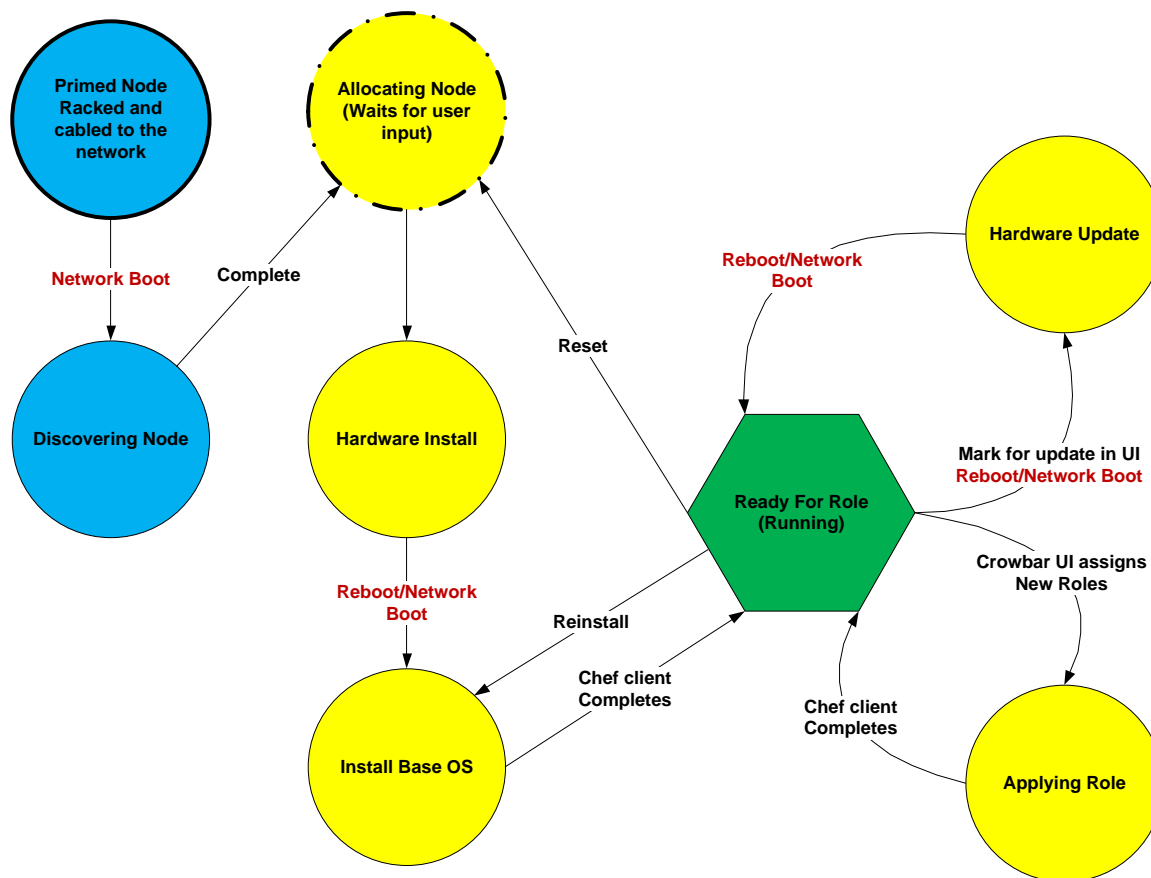 Primed Node
Racked and
cabled to the
network
Allocating Node
(Waits for user
input)
Hardware Update
Network Boot
Complete
Reboot/Network
Boot
Reset
Discovering Node
Hardware Install
Mark for update in UI
Reboot/Network Boot
Ready For Role
(Running)
Crowbar UI assigns
New Roles
Reboot/Network
Boot
Reinstall
Chef client
Completes
Chef client
Completes
Install Base OS
Applying Role